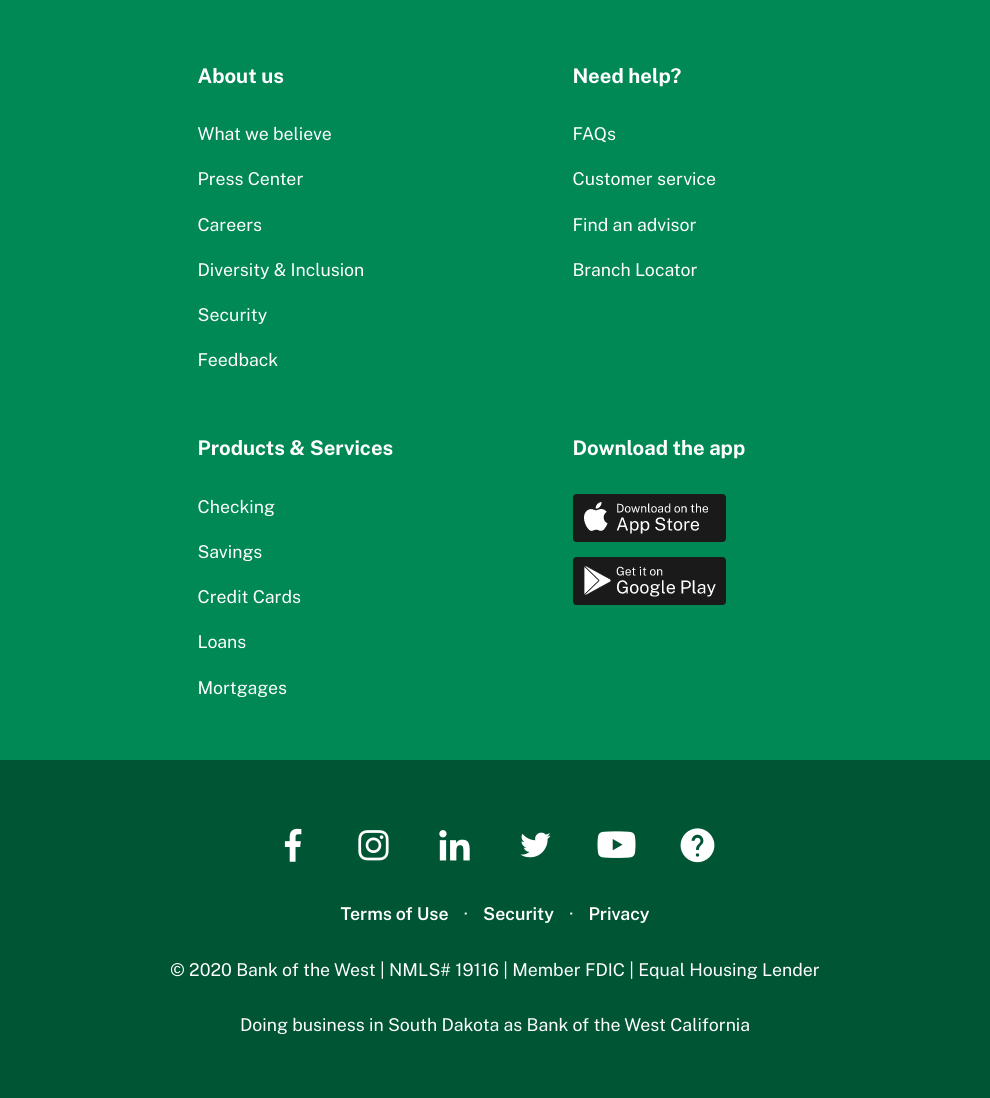 About us
What we believe
Press Center
Careers
Diversity & Inclusion
Security
Feedback
Need help?
FAQs
Customer service
Find an advisor
Branch Locator
Products & Services
Checking
Savings
Credit Cards
Loans
Mortgages
Download the app
Download on the
App Store
Get it on
Google Play
Terms of Use · Security · Privacy
© 2020 Bank of the West | NMLS# 19116 | Member FDIC | Equal Housing Lender
Doing business in South Dakota as Bank of the West California